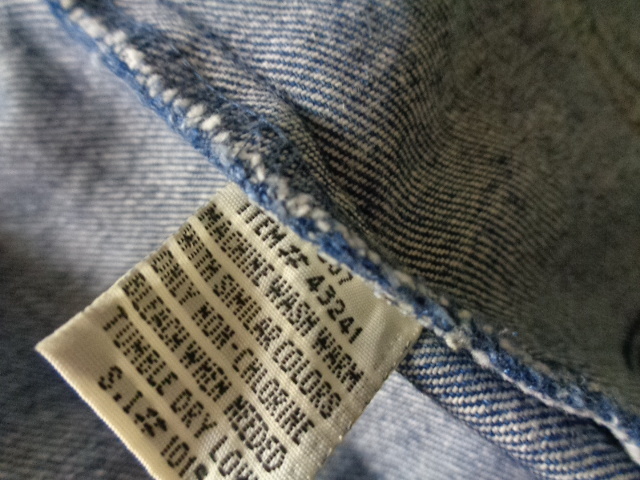 37
ITEM# 43241
MACHINE WASH WARM
WITH SIMILAR COLORS
ONLY NON-CHLORINE
BLEACH WHEN NEEDED
TUMBLE DRY LOW